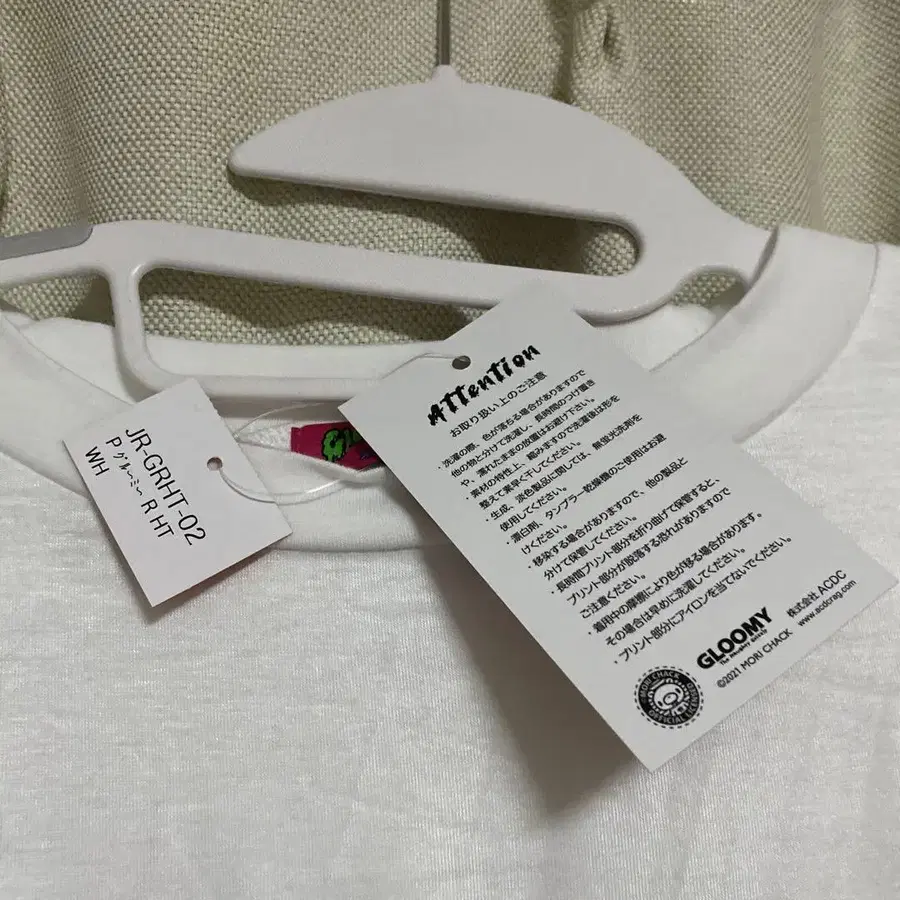 JR-GRHT-02
P グルーミー R HT
WH
Attention
お取り扱い上のご注意
・洗濯の際、色が落ちる場合がありますので
他の物と分けて洗濯し、長時間のつけ置き
や、濡れたままの放置はお避け下さい。
素材の特性上、縮みますので洗濯後は形を
整えて素早く干してください。
・生成、淡色製品に関しては、無蛍光洗剤を
使用してください。
・漂白剤、タンブラー乾燥機のご使用はお避
けください。
・移染する場合がありますので、他の製品と
分けて保管してください。
・長時間プリント部分を折り曲げて保管すると、
プリント部分が脱落する恐れがありますので
ご注意ください。
・着用中の摩擦により色が移る場合があります。
その場合は早めに洗濯してください。
・プリント部分にアイロンを当てないでください。
MORI CHACK
OFFICIAL
GLOOMY
The naughty grizzly
©2021 MORI CHACK
株式会社 ACDC
www.acdcrag.com